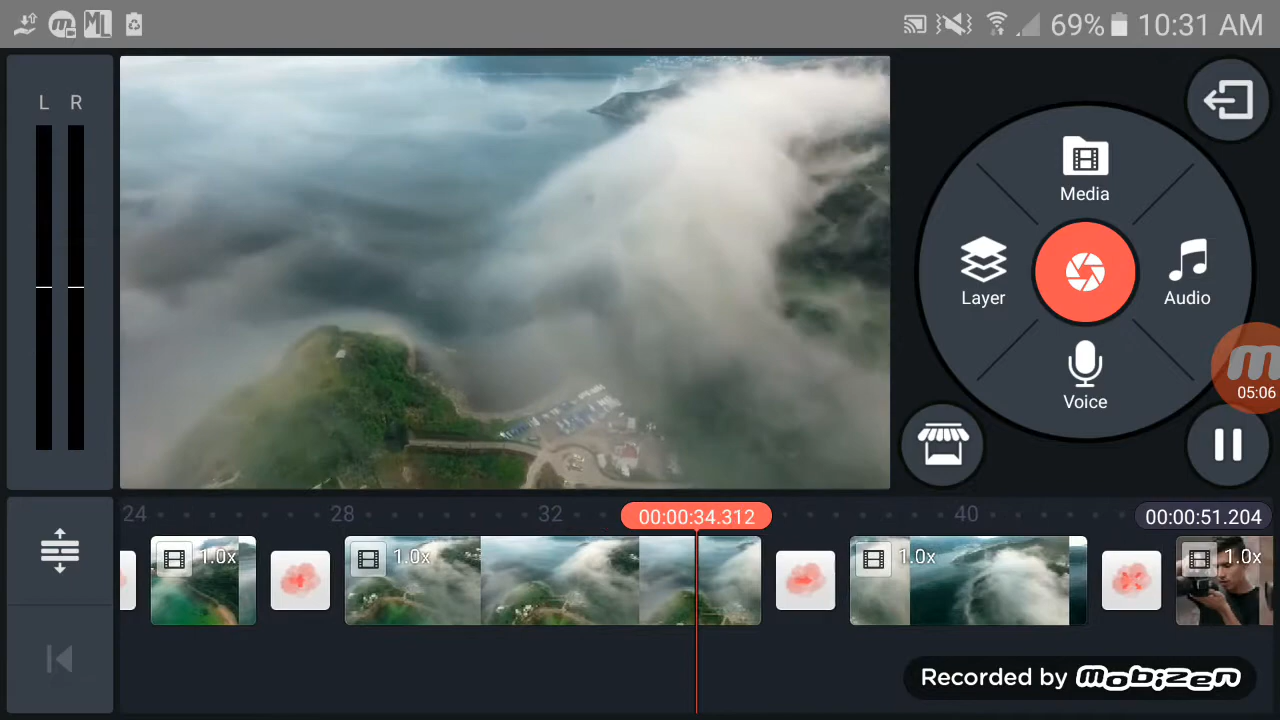 69% 10:31 AM
L R
Media
Layer
Audio
Voice
05:06
24 28 32 00:00:34.312 40 00:00:51.204
1.0x 1.0x 1.0x 1.0x
Recorded by mobizen